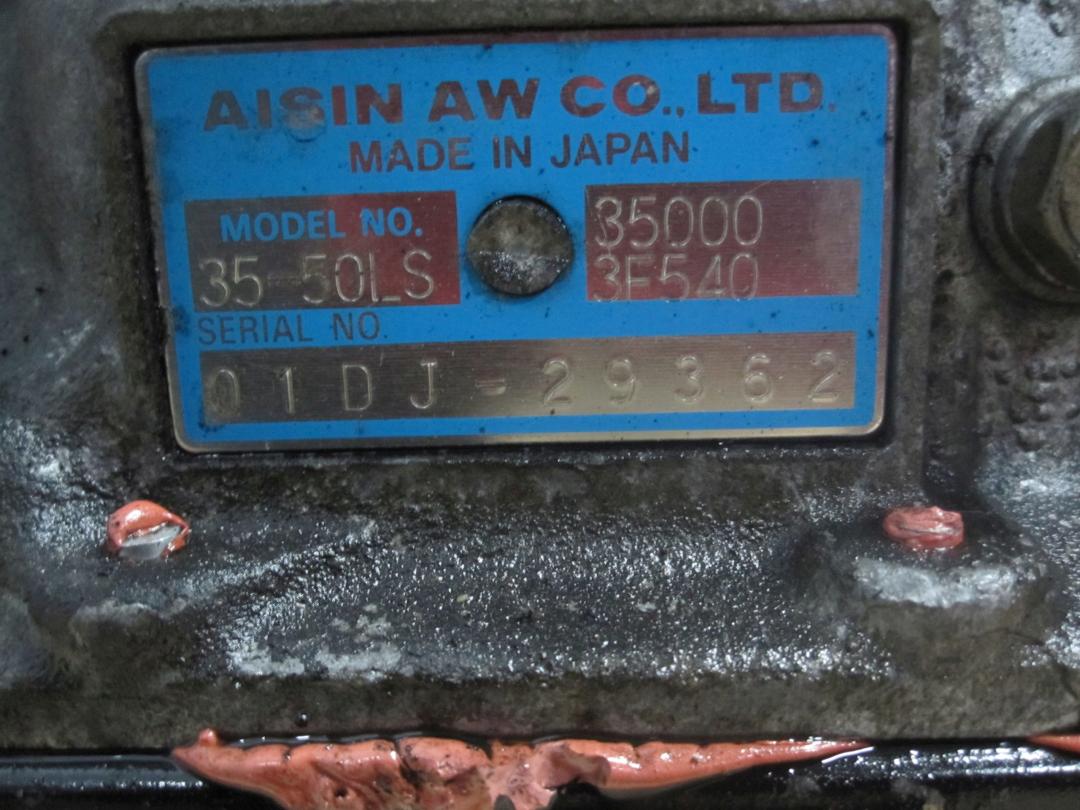 AISIN AW CO., LTD.
MADE IN JAPAN
MODEL NO.
35-50LS
35000
3F540
SERIAL NO.
01DJ-29362